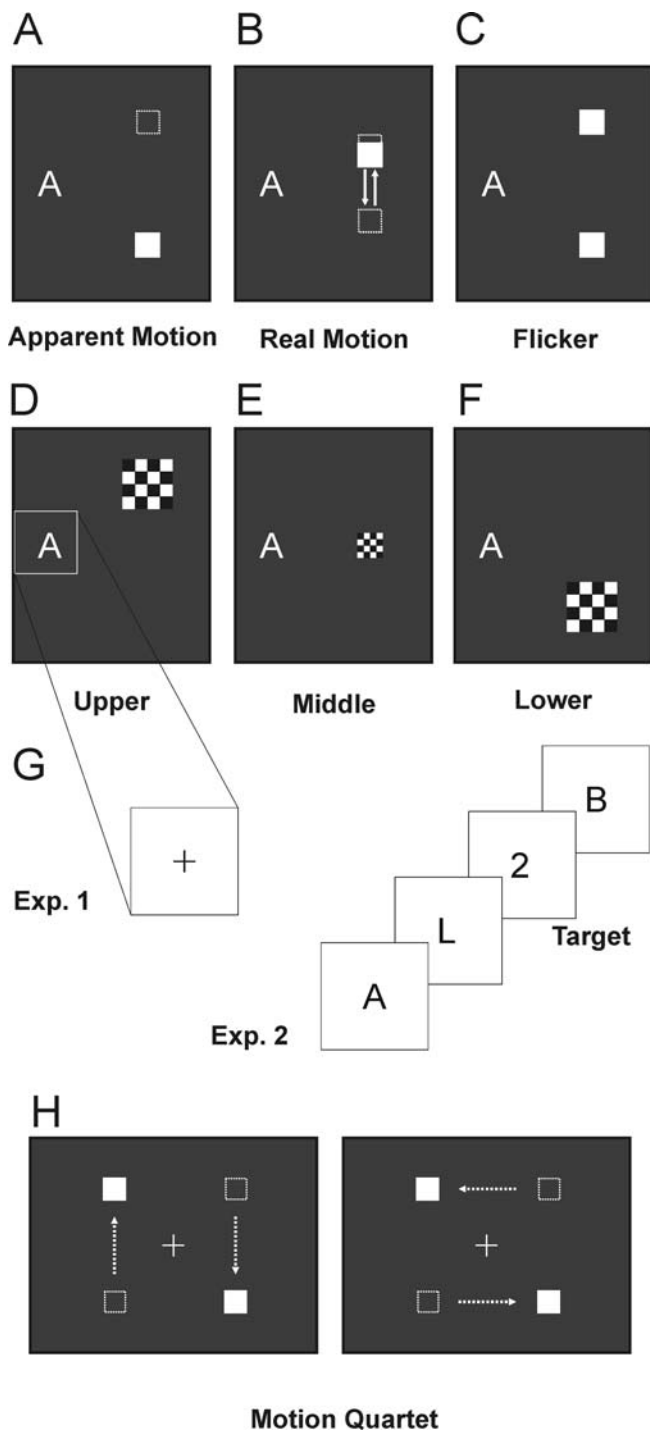 A B C
A A A
Apparent Motion Real Motion Flicker
D E F
A A A
Upper Middle Lower
G
B
2
Exp. 1
L
Target
A
Exp. 2
H
Motion Quartet